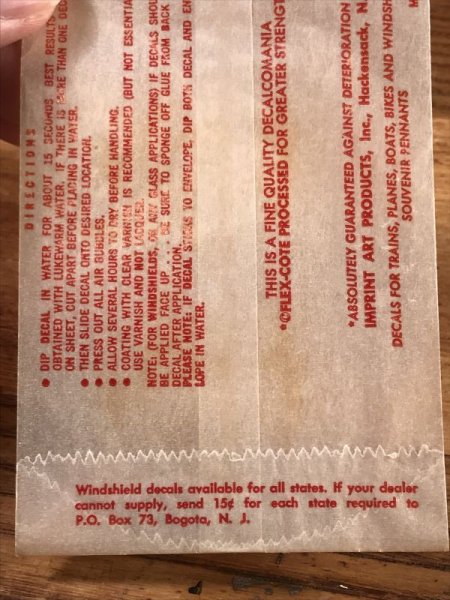 DIRECTIONS
• DIP DECAL IN WATER FOR ABOUT 15 SECONDS BEST RESULTS
OBTAINED WITH LUKEWARM WATER. IF THERE IS MORE THAN ONE DEC
ON SHEET, CUT APART BEFORE PLACING IN WATER.
• THEN SLIDE DECAL ONTO DESIRED LOCATION.
• PRESS OUT ALL AIR BUBBLES.
• ALLOW SEVERAL HOURS TO DRY BEFORE HANDLING.
• COATING WITH CLEAR VARNISH IS RECOMMENDED (BUT NOT ESSENTIA
USE VARNISH AND NOT LACQUER.
NOTE: (FOR WINDSHIELDS, OR ANY GLASS APPLICATIONS) IF DECALS SHOU
BE APPLIED FACE UP . . . BE SURE TO SPONGE OFF GLUE FROM BACK
DECAL AFTER APPLICATION.
PLEASE NOTE: IF DECAL STICKS TO ENVELOPE, DIP BOTH DECAL AND EN
LOPE IN WATER.
THIS IS A FINE QUALITY DECALCOMANIA
*©FLEX-COTE PROCESSED FOR GREATER STRENGT
*ABSOLUTELY GUARANTEED AGAINST DETERIORATION
IMPRINT ART PRODUCTS, Inc., Hackensack, N.
DECALS FOR TRAINS, PLANES, BOATS, BIKES AND WINDSH
SOUVENIR PENNANTS
M
Windshield decals available for all states. If your dealer
cannot supply, send 15¢ for each state required to
P.O. Box 73, Bogota, N. J.